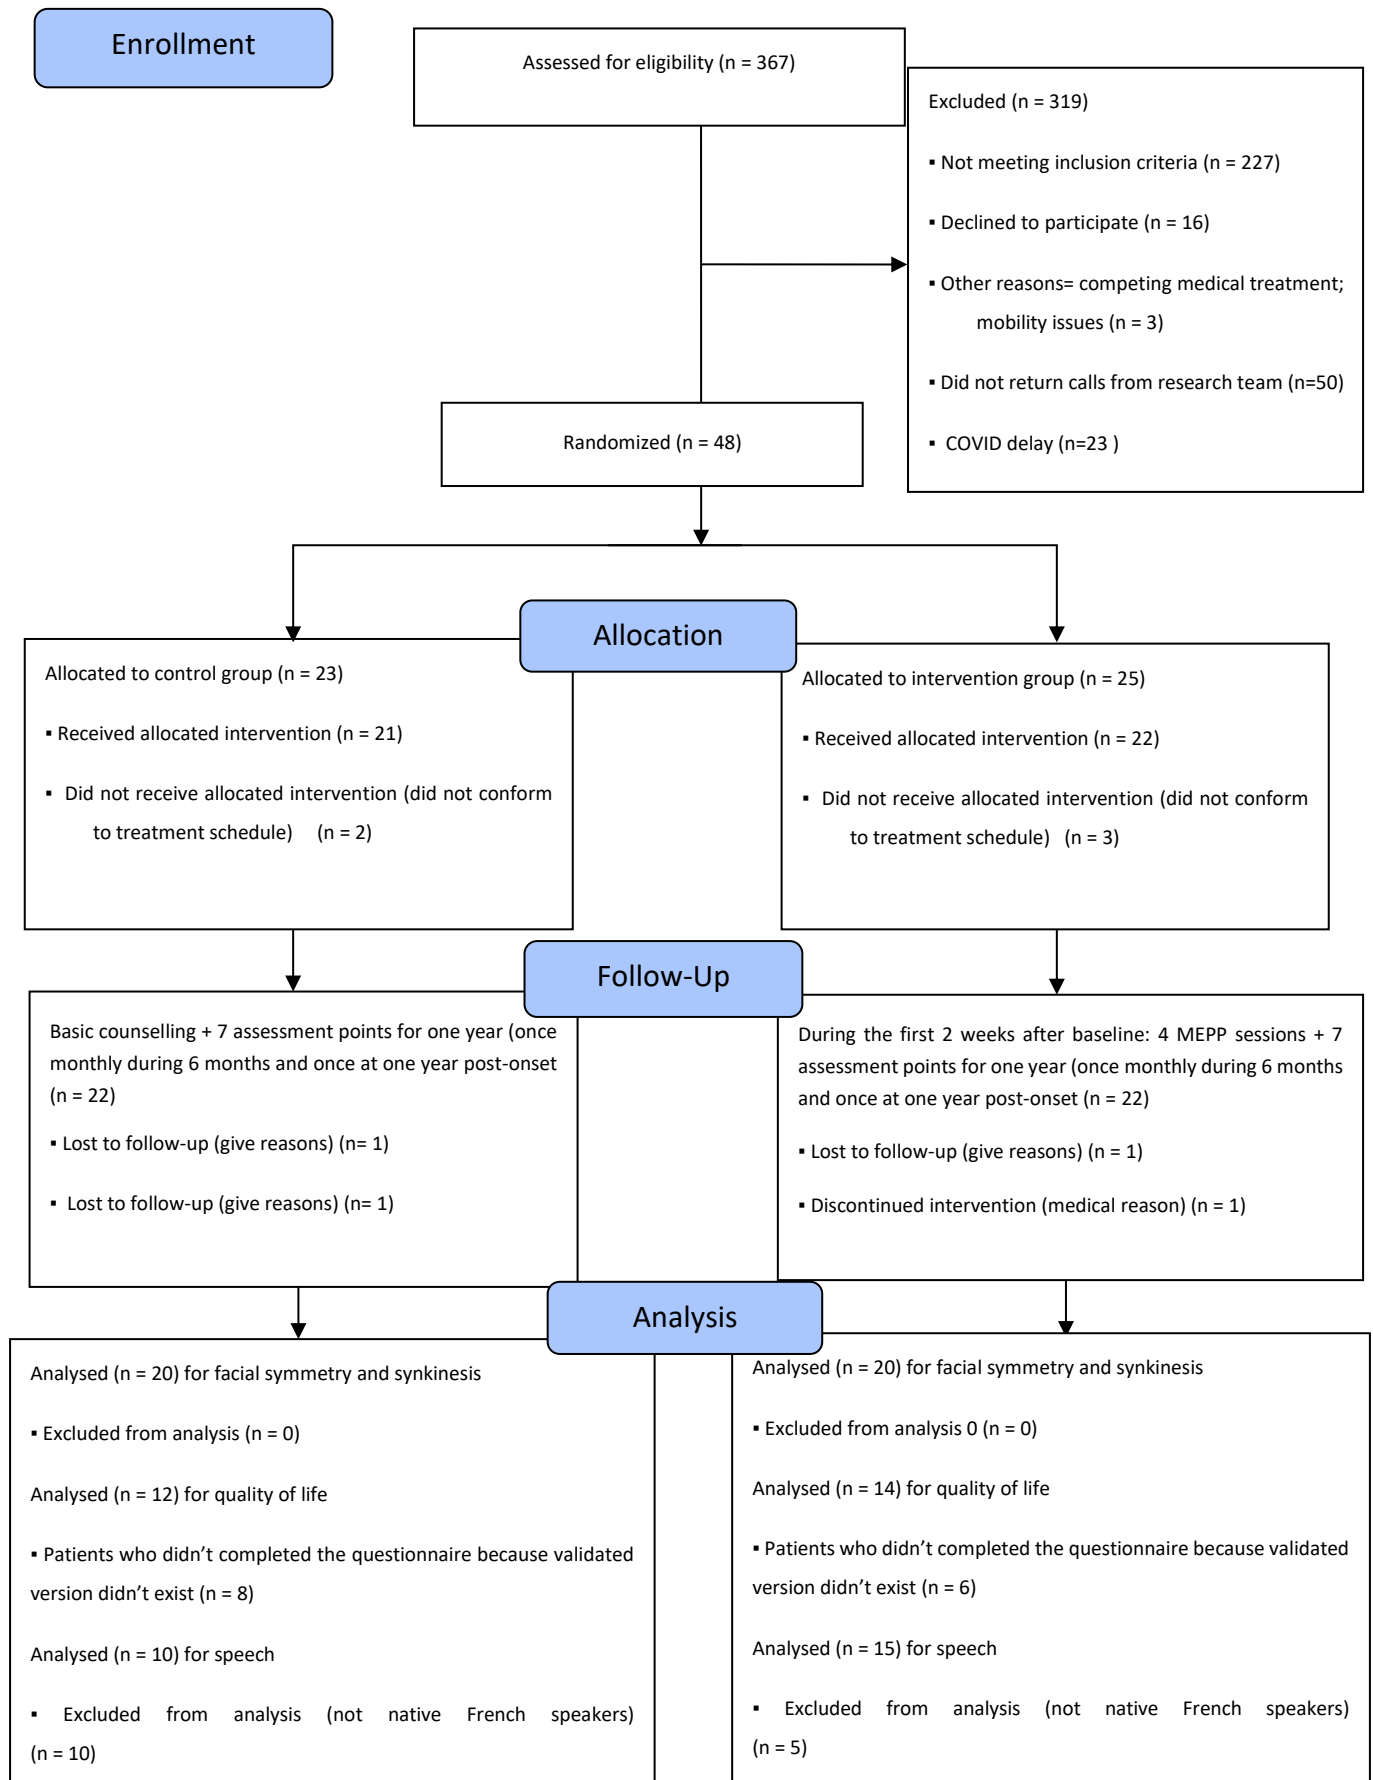 Enrollment
Assessed for eligibility (n = 367)
Excluded (n = 319)
▪ Not meeting inclusion criteria (n = 227)
▪ Declined to participate (n = 16)
▪ Other reasons= competing medical treatment;
mobility issues (n = 3)
▪ Did not return calls from research team (n=50)
▪ COVID delay (n=23 )
Randomized (n = 48)
Allocation
Allocated to control group (n = 23)
▪ Received allocated intervention (n = 21)
▪ Did not receive allocated intervention (did not conform
to treatment schedule) (n = 2)
Allocated to intervention group (n = 25)
▪ Received allocated intervention (n = 22)
▪ Did not receive allocated intervention (did not conform
to treatment schedule) (n = 3)
Follow-Up
Basic counselling + 7 assessment points for one year (once
monthly during 6 months and once at one year post-onset
(n = 22)
▪ Lost to follow-up (give reasons) (n= 1)
▪ Lost to follow-up (give reasons) (n= 1)
During the first 2 weeks after baseline: 4 MEPP sessions + 7
assessment points for one year (once monthly during 6 months
and once at one year post-onset (n = 22)
▪ Lost to follow-up (give reasons) (n = 1)
▪ Discontinued intervention (medical reason) (n = 1)
Analysis
Analysed (n = 20) for facial symmetry and synkinesis
▪ Excluded from analysis (n = 0)
Analysed (n = 12) for quality of life
▪ Patients who didn’t completed the questionnaire because validated
version didn’t exist (n = 8)
Analysed (n = 10) for speech
▪ Excluded from analysis (not native French speakers)
(n = 10)
Analysed (n = 20) for facial symmetry and synkinesis
▪ Excluded from analysis 0 (n = 0)
Analysed (n = 14) for quality of life
▪ Patients who didn’t completed the questionnaire because validated
version didn’t exist (n = 6)
Analysed (n = 15) for speech
▪ Excluded from analysis (not native French speakers)
(n = 5)